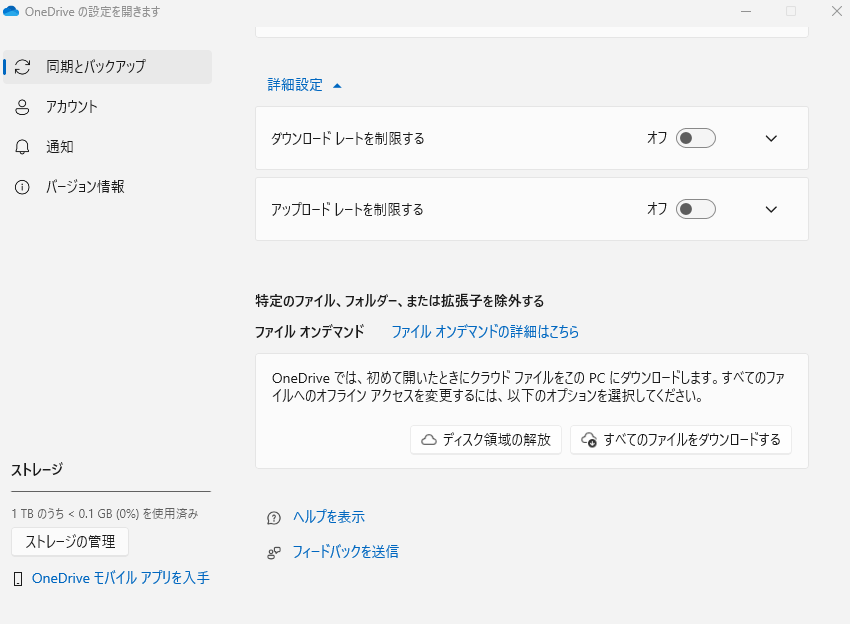 OneDrive の設定を開きます
同期とバックアップ
アカウント
通知
バージョン情報
詳細設定
ダウンロード レートを制限する
オフ
アップロード レートを制限する
オフ
特定のファイル、フォルダー、または拡張子を除外する
ファイル オンデマンド ファイル オンデマンドの詳細はこちら
OneDrive では、初めて開いたときにクラウド ファイルをこの PC にダウンロードします。すべてのファ
イルへのオフライン アクセスを変更するには、以下のオプションを選択してください。
ディスク領域の解放
すべてのファイルをダウンロードする
ヘルプを表示
フィードバックを送信
ストレージ
1 TB のうち < 0.1 GB (0%) を使用済み
ストレージの管理
OneDrive モバイル アプリを入手